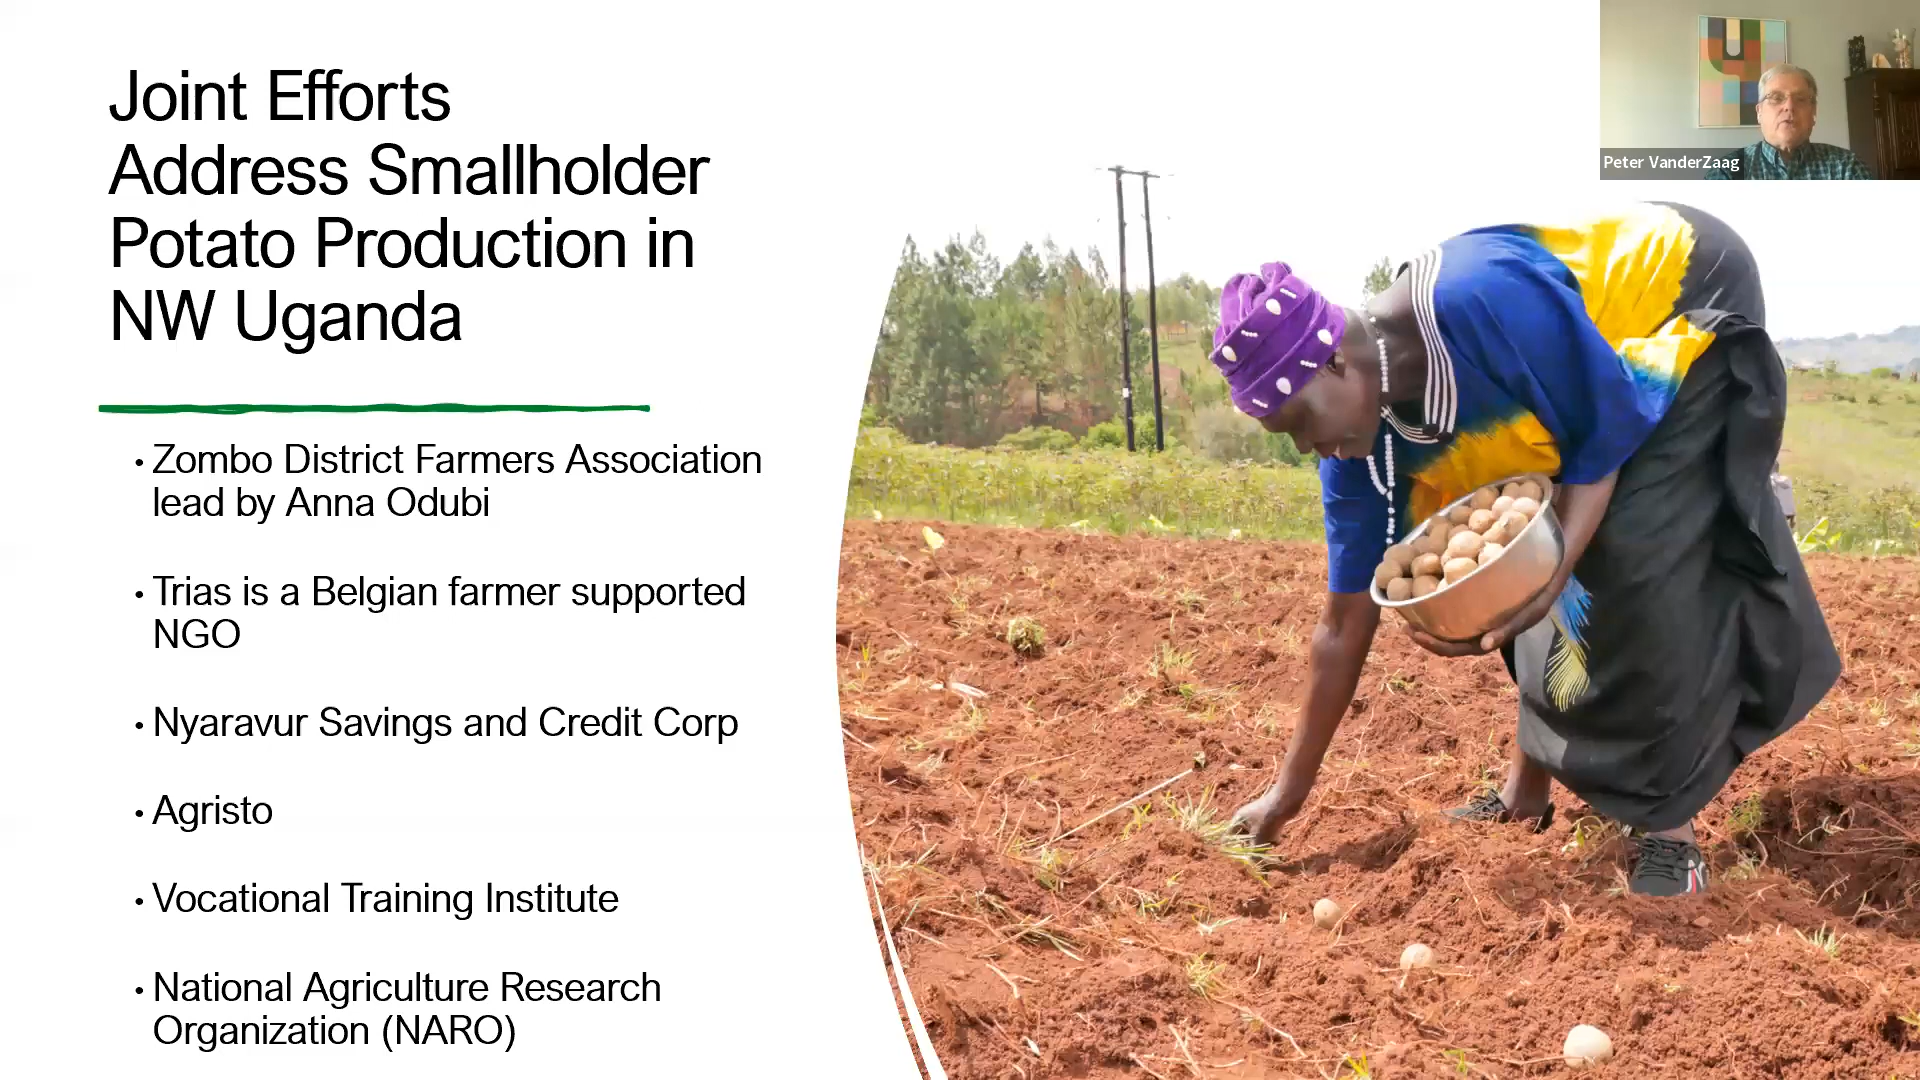 Joint Efforts
Address Smallholder
Potato Production in
NW Uganda
• Zombo District Farmers Association
lead by Anna Odubi
• Trias is a Belgian farmer supported
NGO
• Nyaravur Savings and Credit Corp
• Agristo
• Vocational Training Institute
• National Agriculture Research
Organization (NARO)
Peter VanderZaag